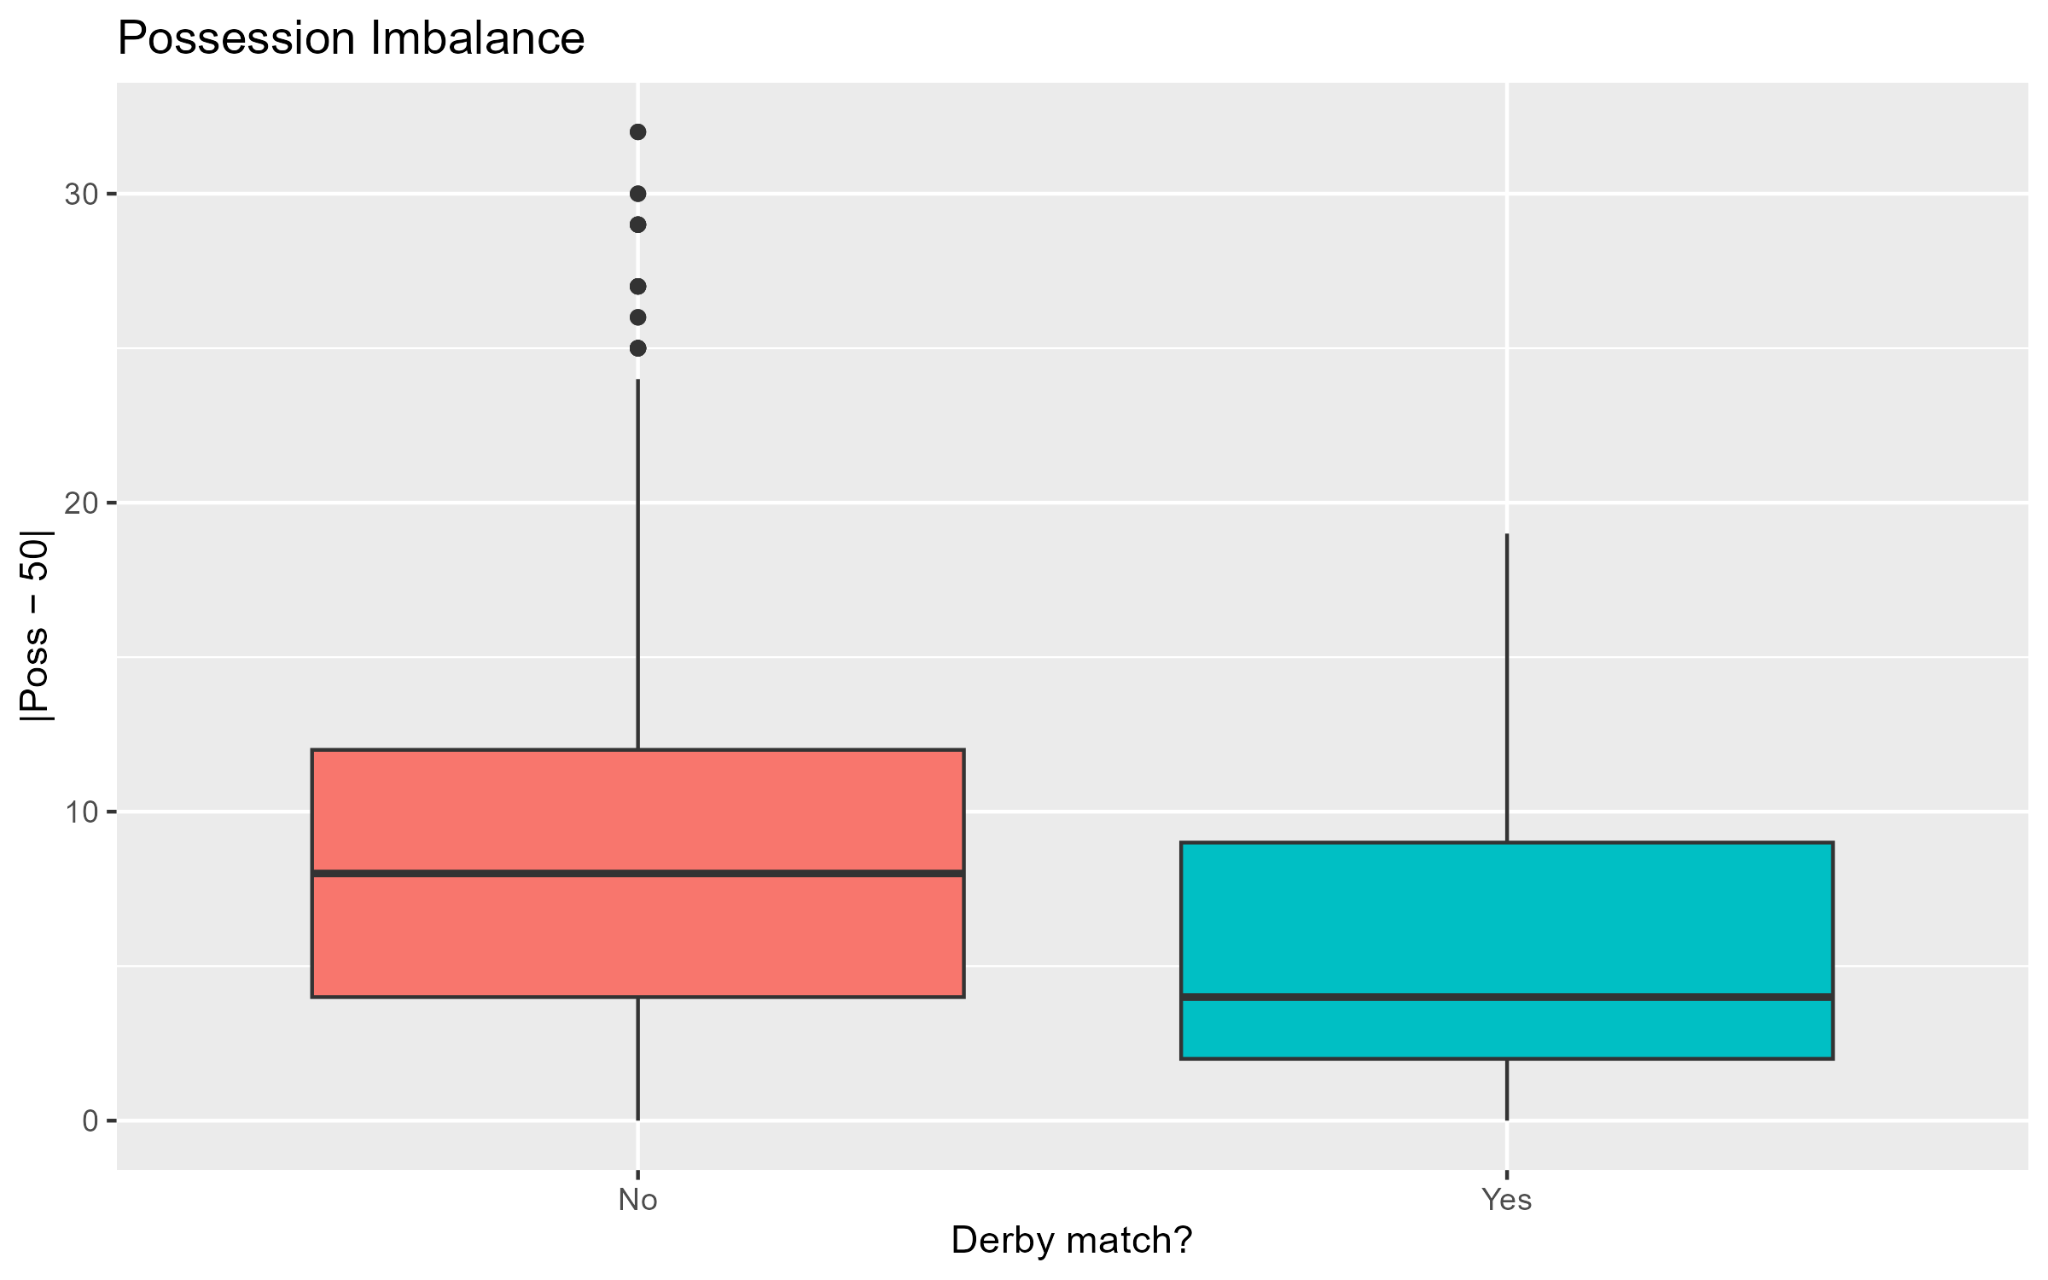 Possession Imbalance
|Poss − 50|
30
20
10
0
No
Yes
Derby match?